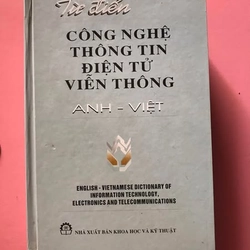 Từ điển
CÔNG NGHỆ
THÔNG TIN
ĐIỆN TỬ
VIỄN THÔNG
ANH - VIỆT
ENGLISH - VIETNAMESE DICTIONARY OF
INFORMATION TECHNOLOGY,
ELECTRONICS AND TELECOMMUNICATIONS
NHÀ XUẤT BẢN KHOA HỌC VÀ KỸ THUẬT